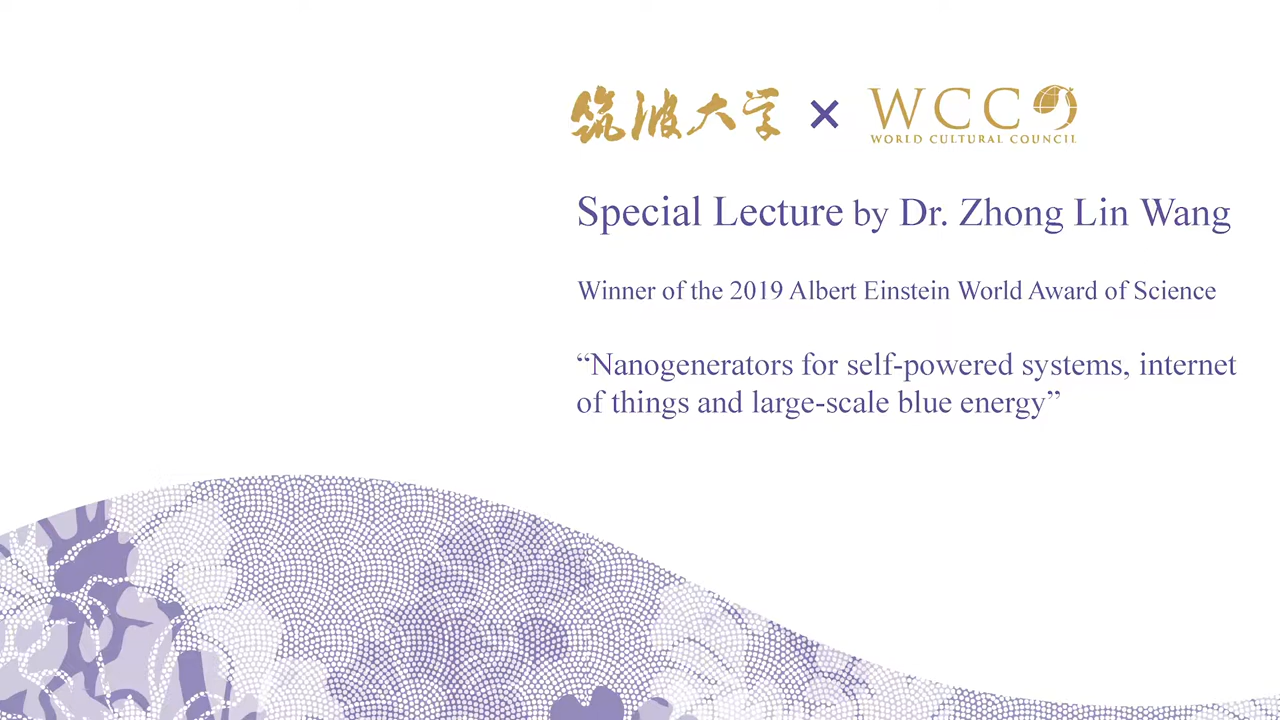 筑波大学 × WCC
WORLD CULTURAL COUNCIL
Special Lecture by Dr. Zhong Lin Wang
Winner of the 2019 Albert Einstein World Award of Science
“Nanogenerators for self-powered systems, internet
of things and large-scale blue energy”